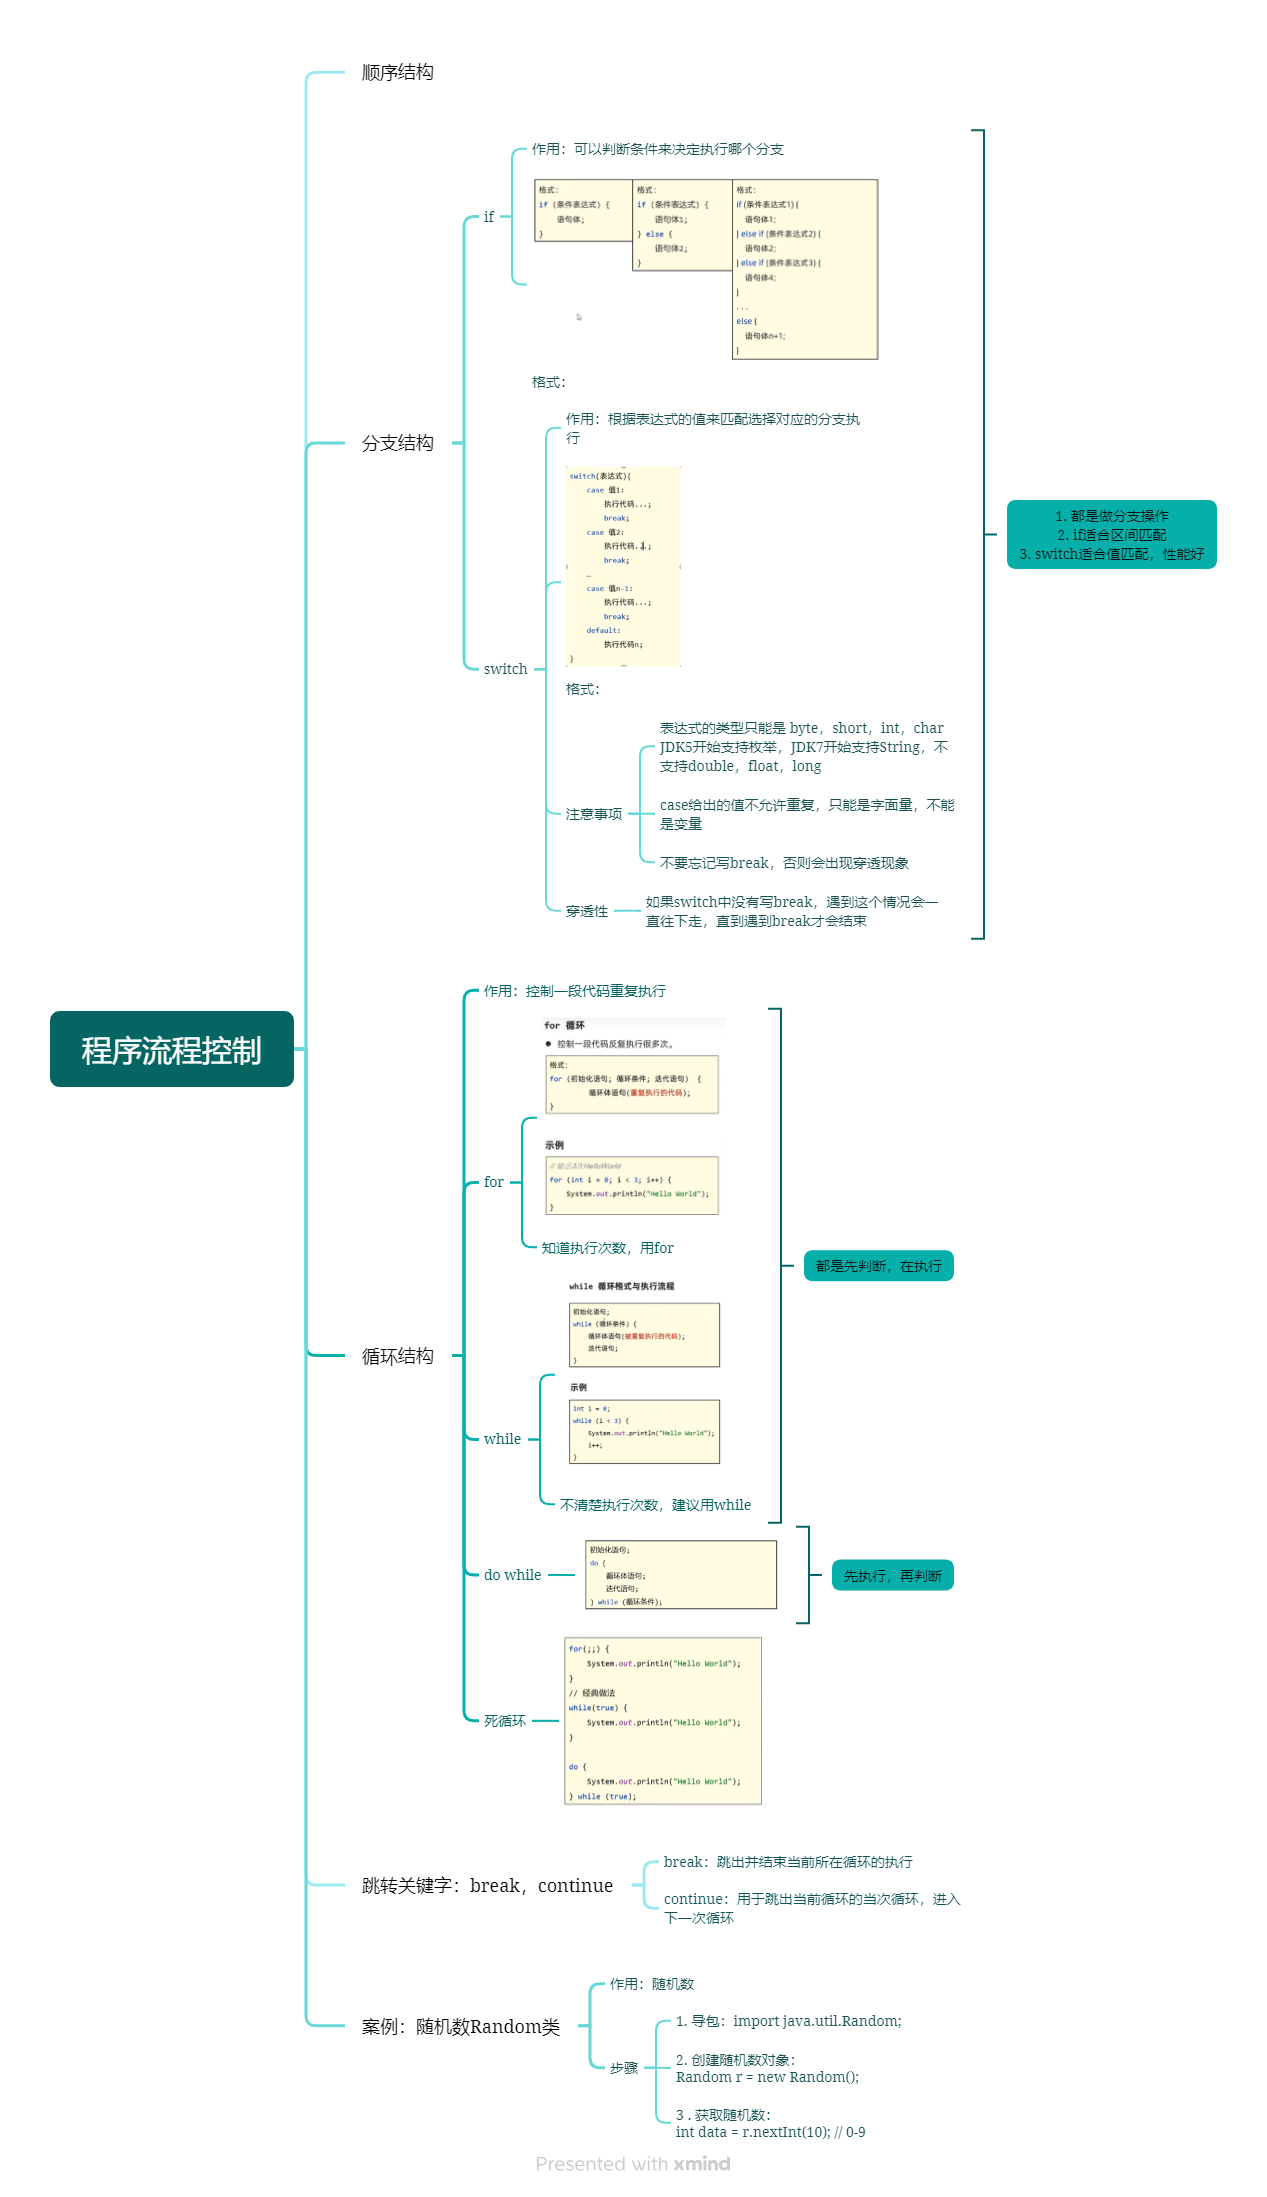 程序流程控制
顺序结构
分支结构
if
作用：可以判断条件来决定执行哪个分支
格式：
if (条件表达式) {
语句体;
}
格式：
if (条件表达式) {
语句体1;
} else {
语句体2;
}
格式：
if (条件表达式1) {
语句体1;
} else if (条件表达式2) {
语句体2;
} else if (条件表达式3) {
语句体4;
}
...
else {
语句体n+1;
}
格式：
switch
作用：根据表达式的值来匹配选择对应的分支执
行
switch(表达式){
case 值1:
执行代码...;
break;
case 值2:
执行代码...;
break;
…
case 值n-1:
执行代码...;
break;
default:
执行代码n;
}
格式：
注意事项
表达式的类型只能是 byte，short，int，char
JDK5开始支持枚举，JDK7开始支持String，不
支持double，float，long
case给出的值不允许重复，只能是字面量，不能
是变量
不要忘记写break，否则会出现穿透现象
穿透性
如果switch中没有写break，遇到这个情况会一
直往下走，直到遇到break才会结束
1. 都是做分支操作
2. if适合区间匹配
3. switch适合值匹配，性能好
循环结构
作用：控制一段代码重复执行
for
for 循环
● 控制一段代码反复执行很多次。
格式：
for (初始化语句; 循环条件; 迭代语句) {
循环体语句(重复执行的代码);
}
示例
// 输出3次HelloWorld
for (int i = 0; i < 3; i++) {
System.out.println("Hello World");
}
知道执行次数，用for
while
while 循环格式与执行流程
初始化语句;
while (循环条件) {
循环体语句(被重复执行的代码);
迭代语句;
}
示例
int i = 0;
while (i < 3) {
System.out.println("Hello World");
i++;
}
不清楚执行次数，建议用while
都是先判断，在执行
do while
初始化语句;
do {
循环体语句;
迭代语句;
} while (循环条件);
先执行，再判断
死循环
for(;;) {
System.out.println("Hello World");
}
// 经典做法
while(true) {
System.out.println("Hello World");
}
do {
System.out.println("Hello World");
} while (true);
跳转关键字：break，continue
break：跳出并结束当前所在循环的执行
continue：用于跳出当前循环的当次循环，进入
下一次循环
案例：随机数Random类
作用：随机数
步骤
1. 导包：import java.util.Random;
2. 创建随机数对象：
Random r = new Random();
3 . 获取随机数：
int data = r.nextInt(10); // 0-9
Presented with xmind